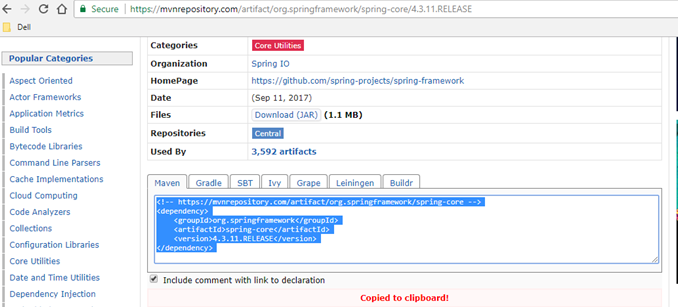 Secure https://mvnrepository.com/artifact/org.springframework/spring-core/4.3.11.RELEASE
Dell
Popular Categories
Aspect Oriented
Actor Frameworks
Application Metrics
Build Tools
Bytecode Libraries
Command Line Parsers
Cache Implementations
Cloud Computing
Code Analyzers
Collections
Configuration Libraries
Core Utilities
Date and Time Utilities
Dependency Injection
Categories Core Utilities
Organization Spring IO
HomePage https://github.com/spring-projects/spring-framework
Date (Sep 11, 2017)
Files Download (JAR) (1.1 MB)
Repositories Central
Used By 3,592 artifacts
Maven Gradle SBT Ivy Grape Leiningen Buildr
<!-- https://mvnrepository.com/artifact/org.springframework/spring-core -->
<dependency>
    <groupId>org.springframework</groupId>
    <artifactId>spring-core</artifactId>
    <version>4.3.11.RELEASE</version>
</dependency>
Include comment with link to declaration
Copied to clipboard!